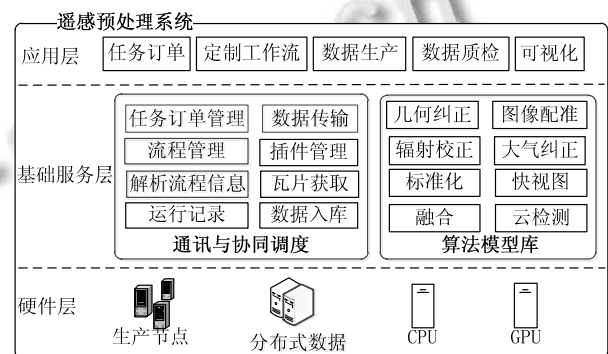 遥感预处理系统
应用层 任务订单 定制工作流 数据生产 数据质检 可视化
任务订单管理 数据传输 几何纠正 图像配准
流程管理 插件管理 辐射校正 大气纠正
基础服务层 解析流程信息 瓦片获取 标准化 快视图
运行记录 数据入库 融合 云检测
通讯与协同调度 算法模型库
硬件层
生产节点 分布式数据 CPU GPU